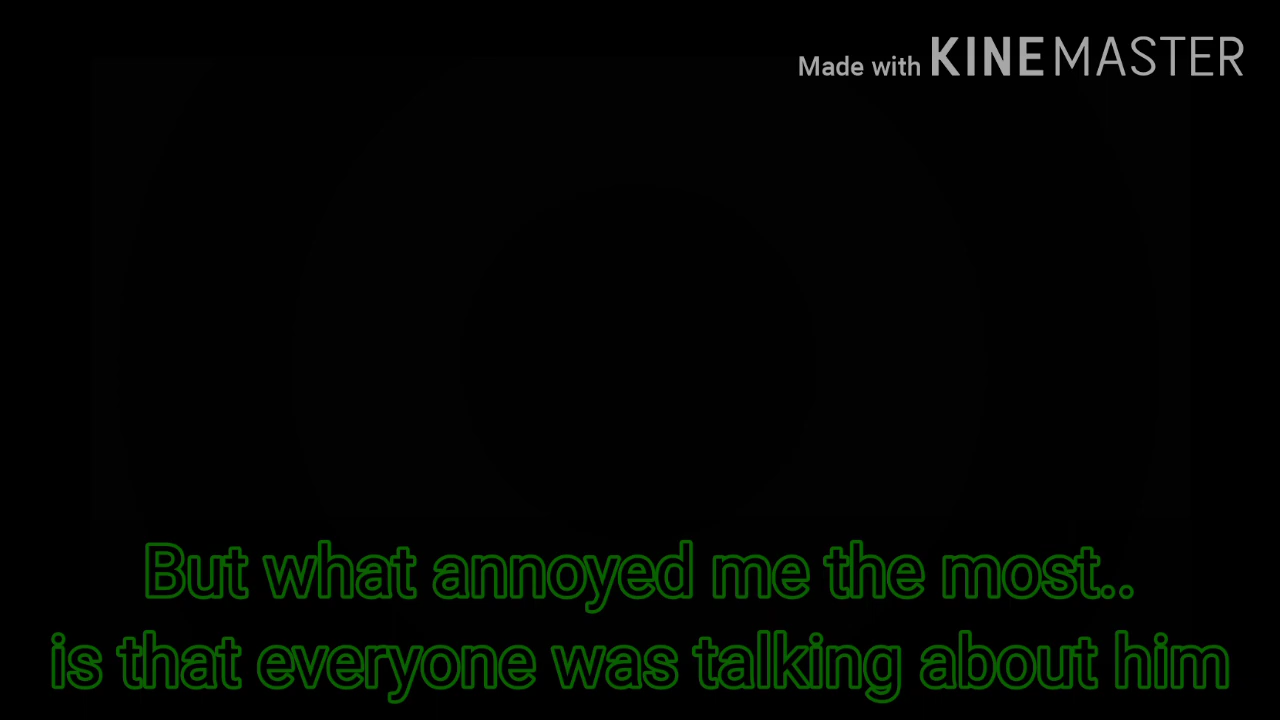 Made with KINEMASTER
But what annoyed me the most..
is that everyone was talking about him